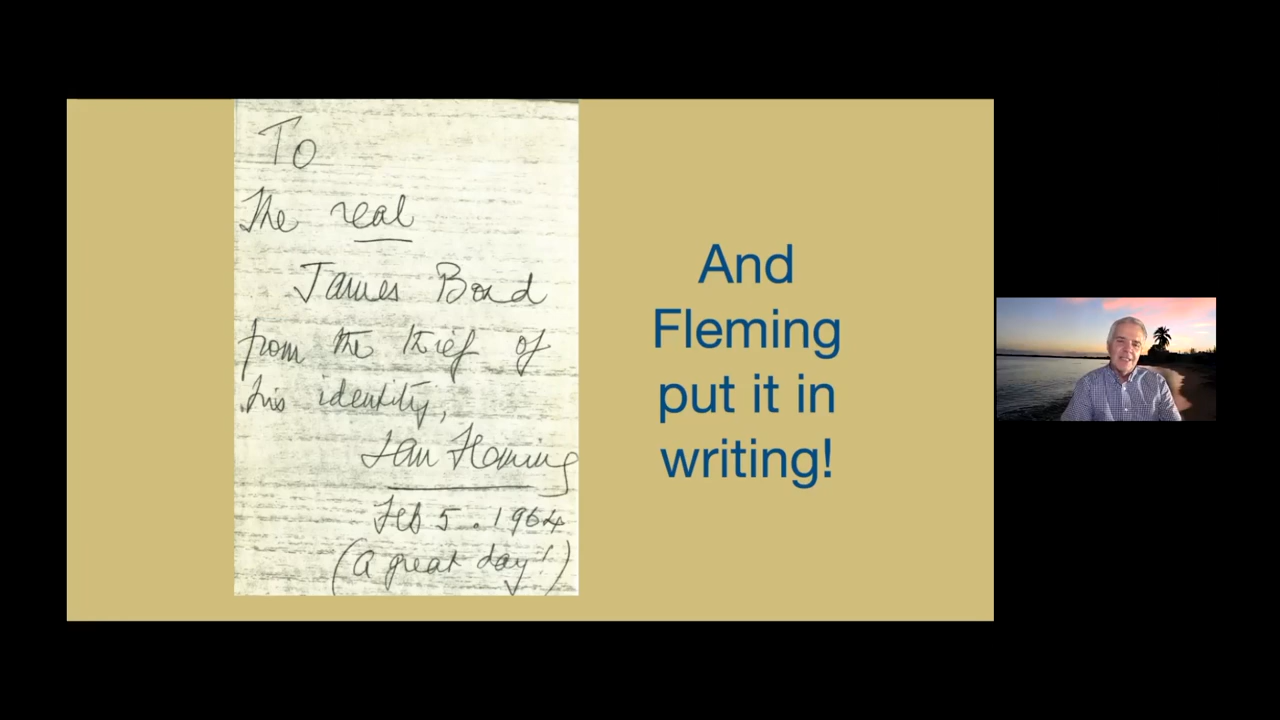 To
The real
James Bond
from the thief of
his identity,
Ian Fleming
Feb 5. 1964
(a great day!)
And
Fleming
put it in
writing!